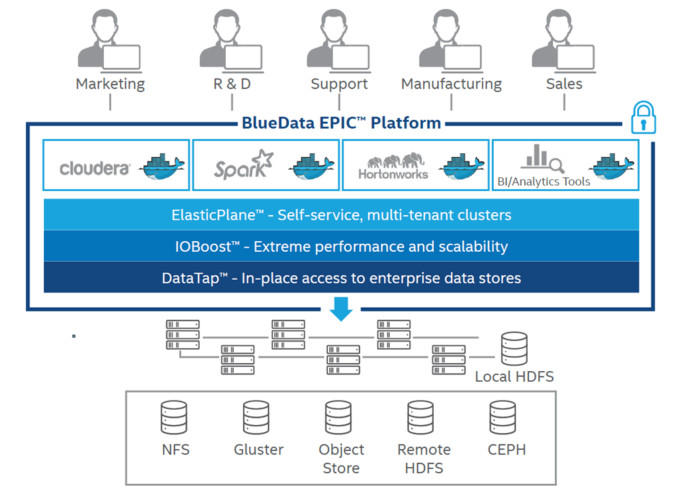 Marketing
R & D
Support
Manufacturing
Sales
BlueData EPIC™ Platform
cloudera®
Spark
Hortonworks
BI/Analytics Tools
ElasticPlane™ - Self-service, multi-tenant clusters
IOBoost™ - Extreme performance and scalability
DataTap™ - In-place access to enterprise data stores
Local HDFS
NFS
Gluster
Object
Store
Remote
HDFS
CEPH